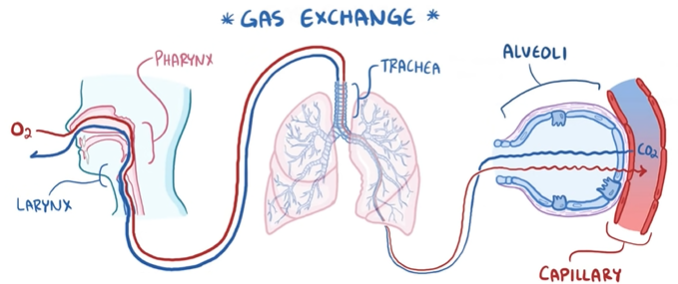 * GAS EXCHANGE *
PHARYNX
TRACHEA
ALVEOLI
O₂
CO₂
LARYNX
CAPILLARY